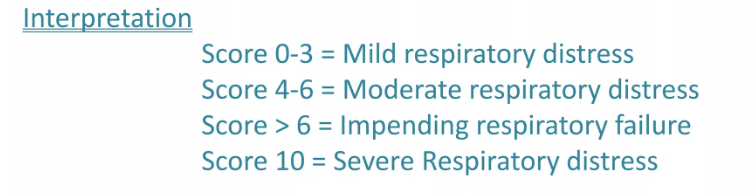 Interpretation
Score 0-3 = Mild respiratory distress
Score 4-6 = Moderate respiratory distress
Score > 6 = Impending respiratory failure
Score 10 = Severe Respiratory distress